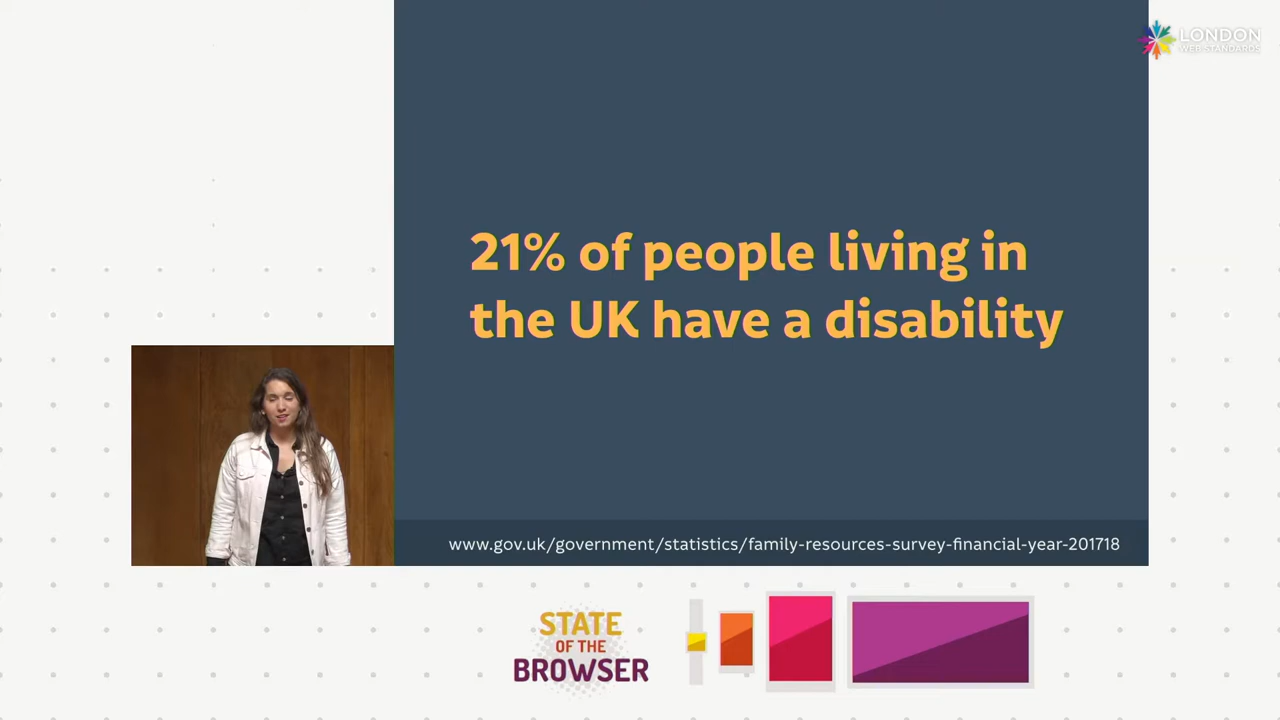 LONDON
WEB STANDARDS
21% of people living in
the UK have a disability
www.gov.uk/government/statistics/family-resources-survey-financial-year-201718
STATE
OF THE
BROWSER